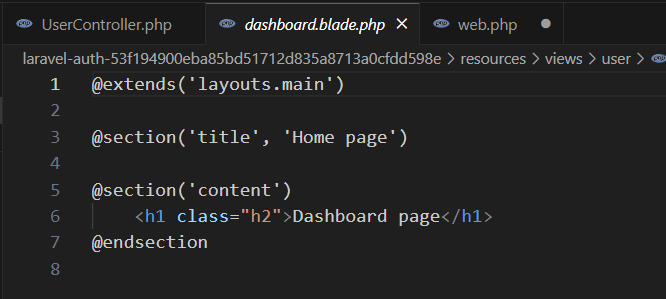 UserController.php
dashboard.blade.php
web.php
laravel-auth-53f194900eba85bd51712d835a8713a0cfdd598e > resources > views > user >
1 @extends('layouts.main')
2
3 @section('title', 'Home page')
4
5 @section('content')
6 <h1 class="h2">Dashboard page</h1>
7 @endsection
8